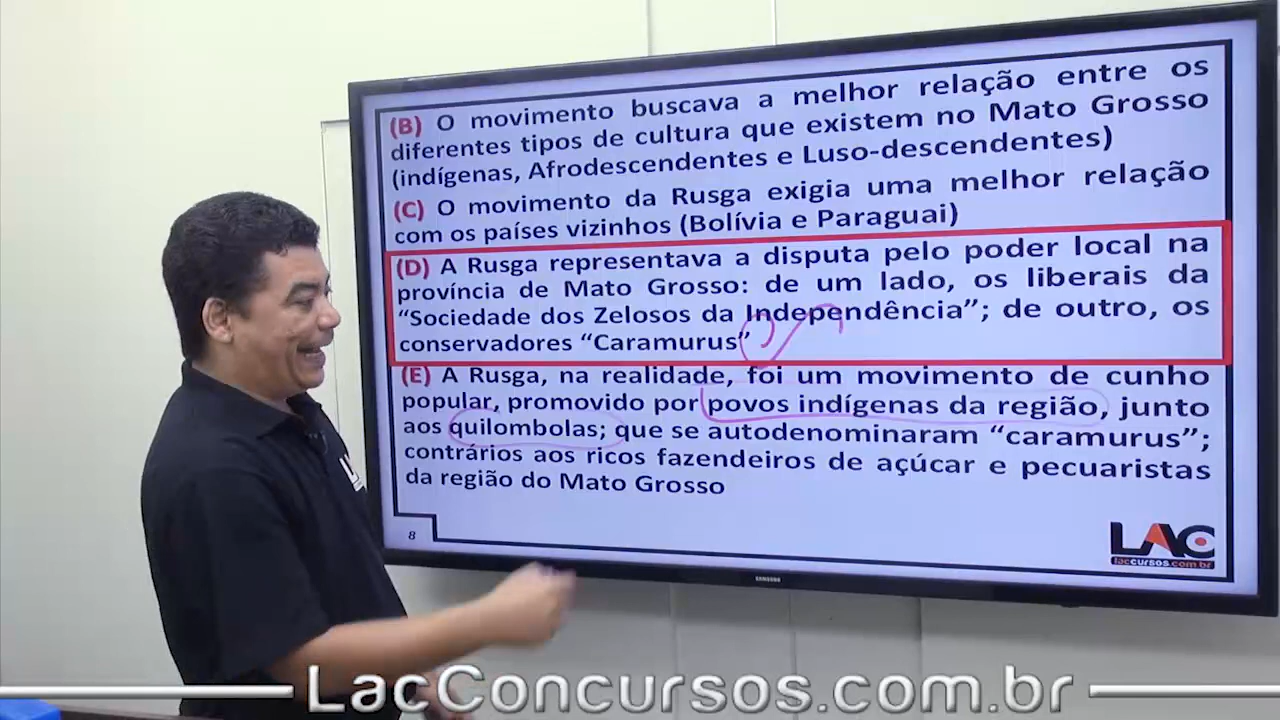 (B) O movimento buscava a melhor relação entre os
diferentes tipos de cultura que existem no Mato Grosso
(indígenas, Afrodescendentes e Luso-descendentes)
(C) O movimento da Rusga exigia uma melhor relação
com os países vizinhos (Bolívia e Paraguai)
(D) A Rusga representava a disputa pelo poder local na
província de Mato Grosso: de um lado, os liberais da
“Sociedade dos Zelosos da Independência”; de outro, os
conservadores “Caramurus”
(E) A Rusga, na realidade, foi um movimento de cunho
popular, promovido por povos indígenas da região, junto
aos quilombolas; que se autodenominaram “caramurus”;
contrários aos ricos fazendeiros de açúcar e pecuaristas
da região do Mato Grosso
8
LAC
laccursos.com.br
SAMSUNG
LacConcursos.com.br